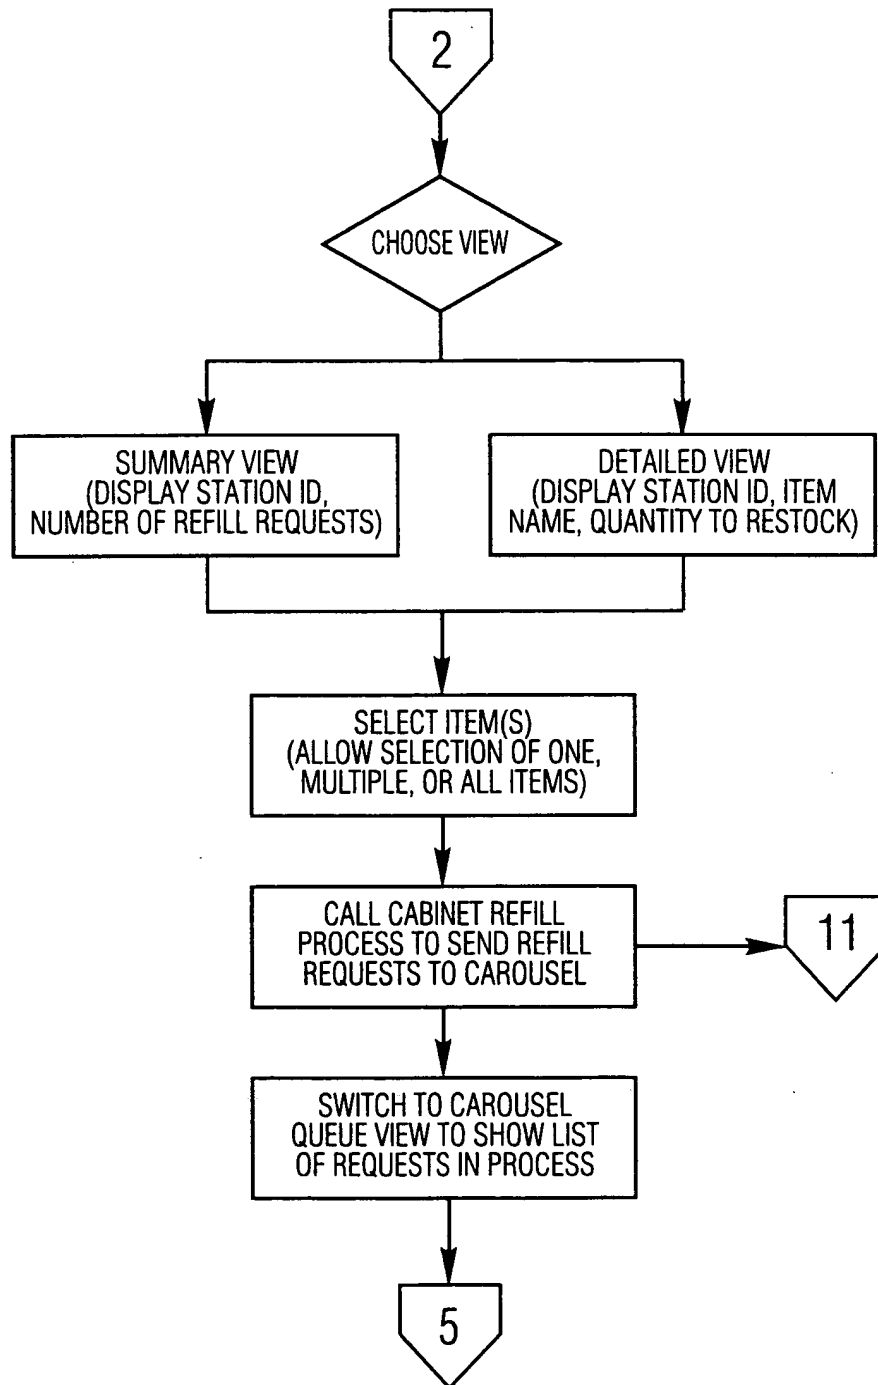 2
CHOOSE VIEW
SUMMARY VIEW
(DISPLAY STATION ID,
NUMBER OF REFILL REQUESTS)
DETAILED VIEW
(DISPLAY STATION ID, ITEM
NAME, QUANTITY TO RESTOCK)
SELECT ITEM(S)
(ALLOW SELECTION OF ONE,
MULTIPLE, OR ALL ITEMS)
CALL CABINET REFILL
PROCESS TO SEND REFILL
REQUESTS TO CAROUSEL
11
SWITCH TO CAROUSEL
QUEUE VIEW TO SHOW LIST
OF REQUESTS IN PROCESS
5